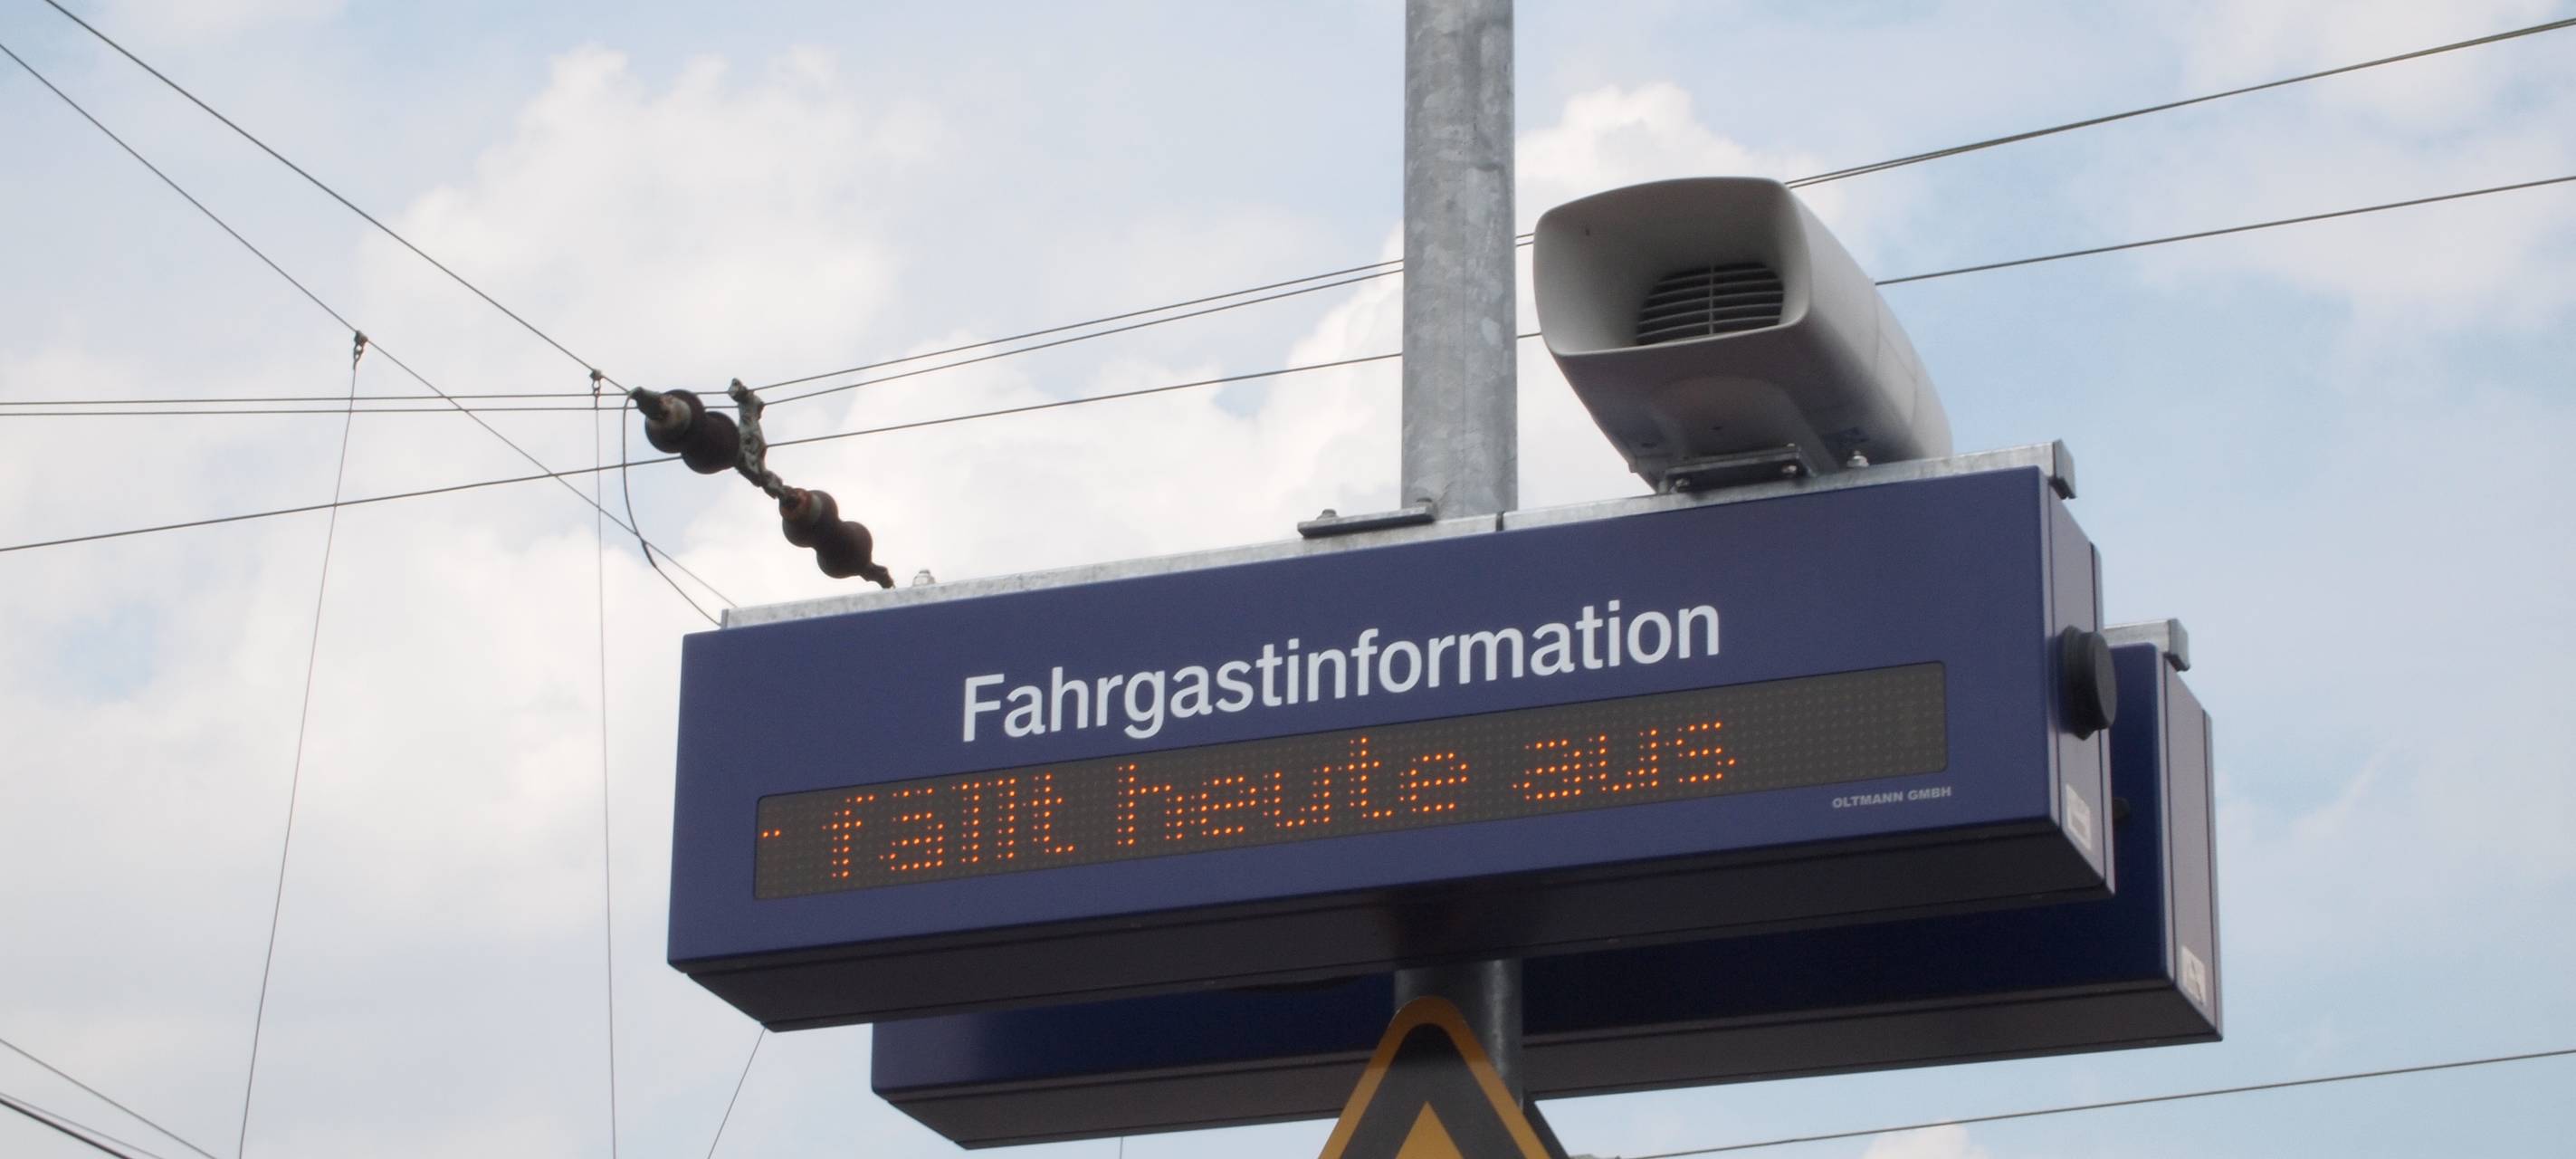 Fahrgastinformation
- fällt heute aus
OLTMANN GMBH